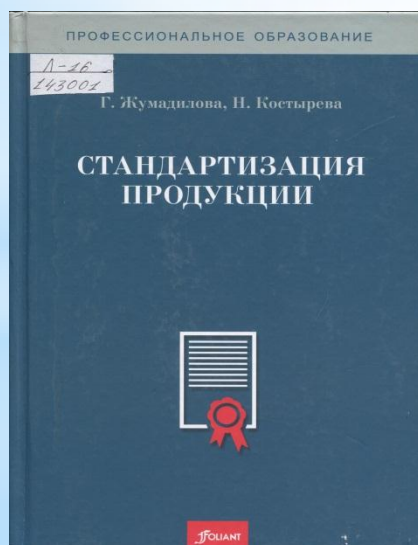 ПРОФЕССИОНАЛЬНОЕ ОБРАЗОВАНИЕ
Л-16
143001
Г. Жумадилова, Н. Костырева
СТАНДАРТИЗАЦИЯ
ПРОДУКЦИИ
FOLIANT